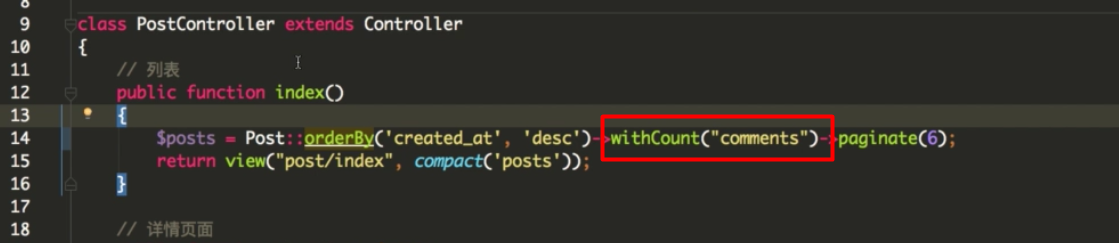 8
9 class PostController extends Controller
10 {
11 // 列表
12 public function index()
13 {
14 $posts = Post::orderBy('created_at', 'desc')->withCount("comments")->paginate(6);
15 return view("post/index", compact('posts'));
16 }
17
18 // 详情页面